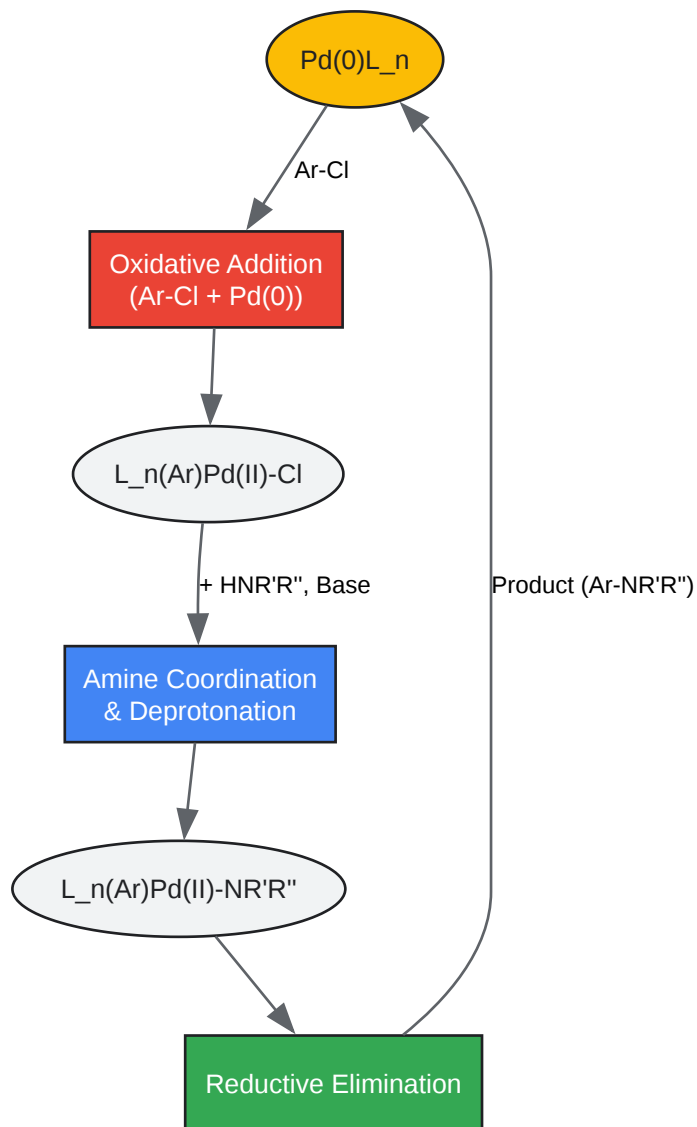 Pd(0)L_n
Ar-Cl
Oxidative Addition
(Ar-Cl + Pd(0))
L_n(Ar)Pd(II)-Cl
+ HNR'R'', Base
Product (Ar-NR'R'')
Amine Coordination
& Deprotonation
L_n(Ar)Pd(II)-NR'R''
Reductive Elimination